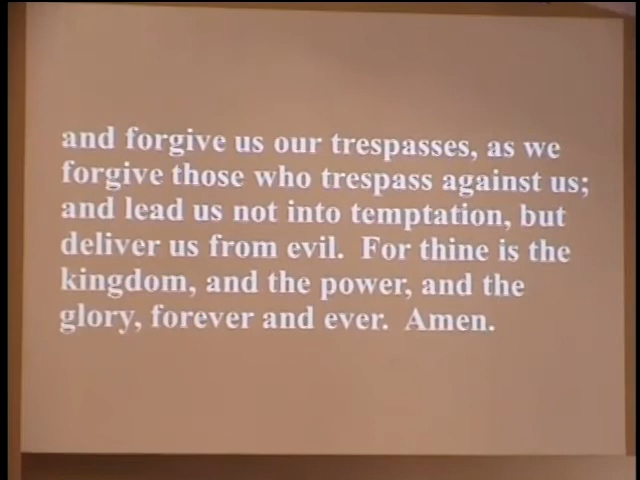 and forgive us our trespasses, as we
forgive those who trespass against us;
and lead us not into temptation, but
deliver us from evil.  For thine is the
kingdom, and the power, and the
glory, forever and ever.  Amen.